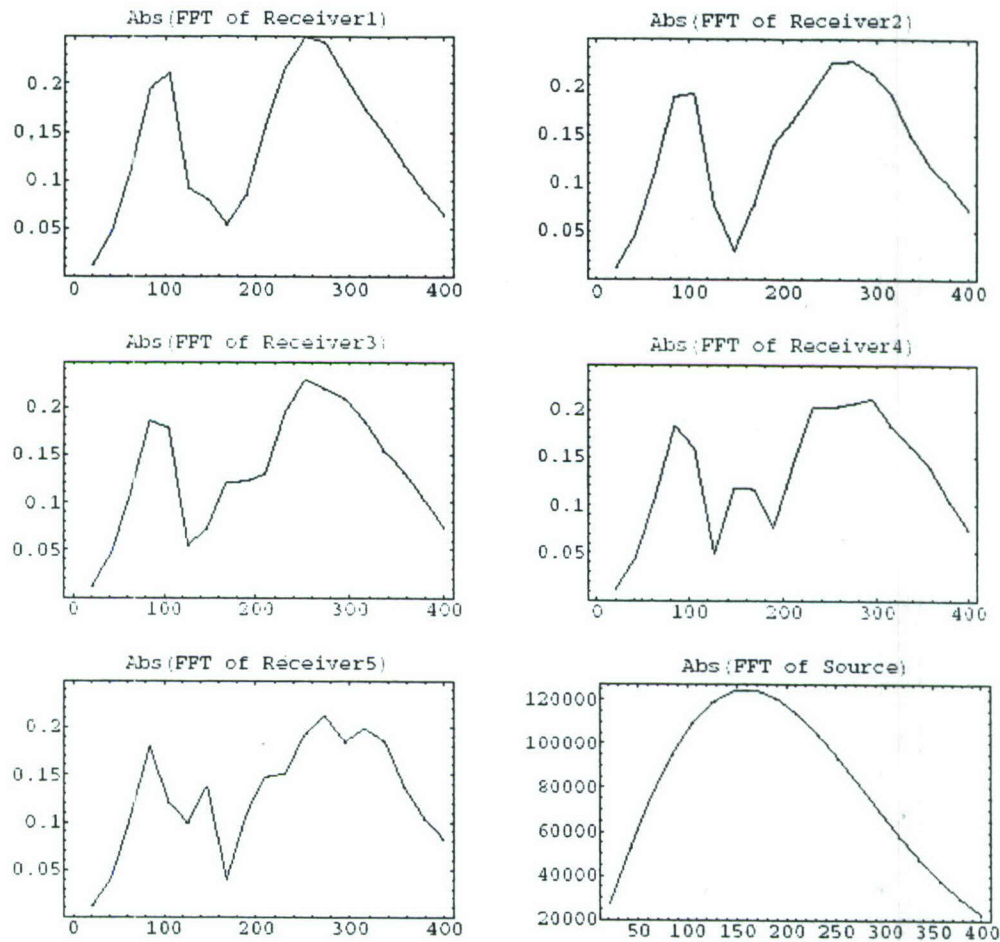 Abs(FFT of Receiver1)
0.2
0.15
0.1
0.05
0 100 200 300 400
Abs(FFT of Receiver2)
0.2
0.15
0.1
0.05
0 100 200 300 400
Abs(FFT of Receiver3)
0.2
0.15
0.1
0.05
0 100 200 300 400
Abs(FFT of Receiver4)
0.2
0.15
0.1
0.05
0 100 200 300 400
Abs(FFT of Receiver5)
0.2
0.15
0.1
0.05
0 100 200 300 400
Abs(FFT of Source)
120000
100000
80000
60000
40000
20000
50 100 150 200 250 300 350 400